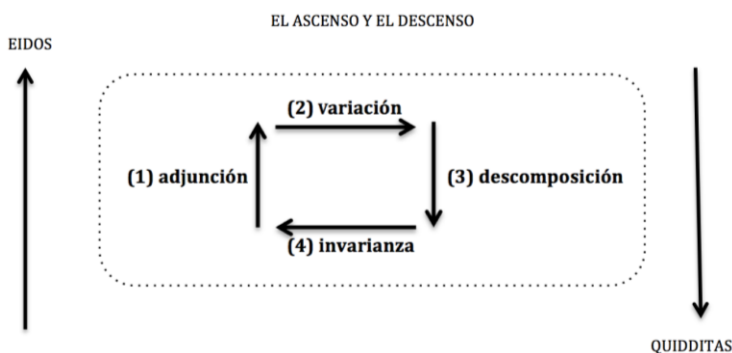 EL ASCENSO Y EL DESCENSO
EIDOS
(2) variación
(1) adjunción
(3) descomposición
(4) invarianza
QUIDDITAS